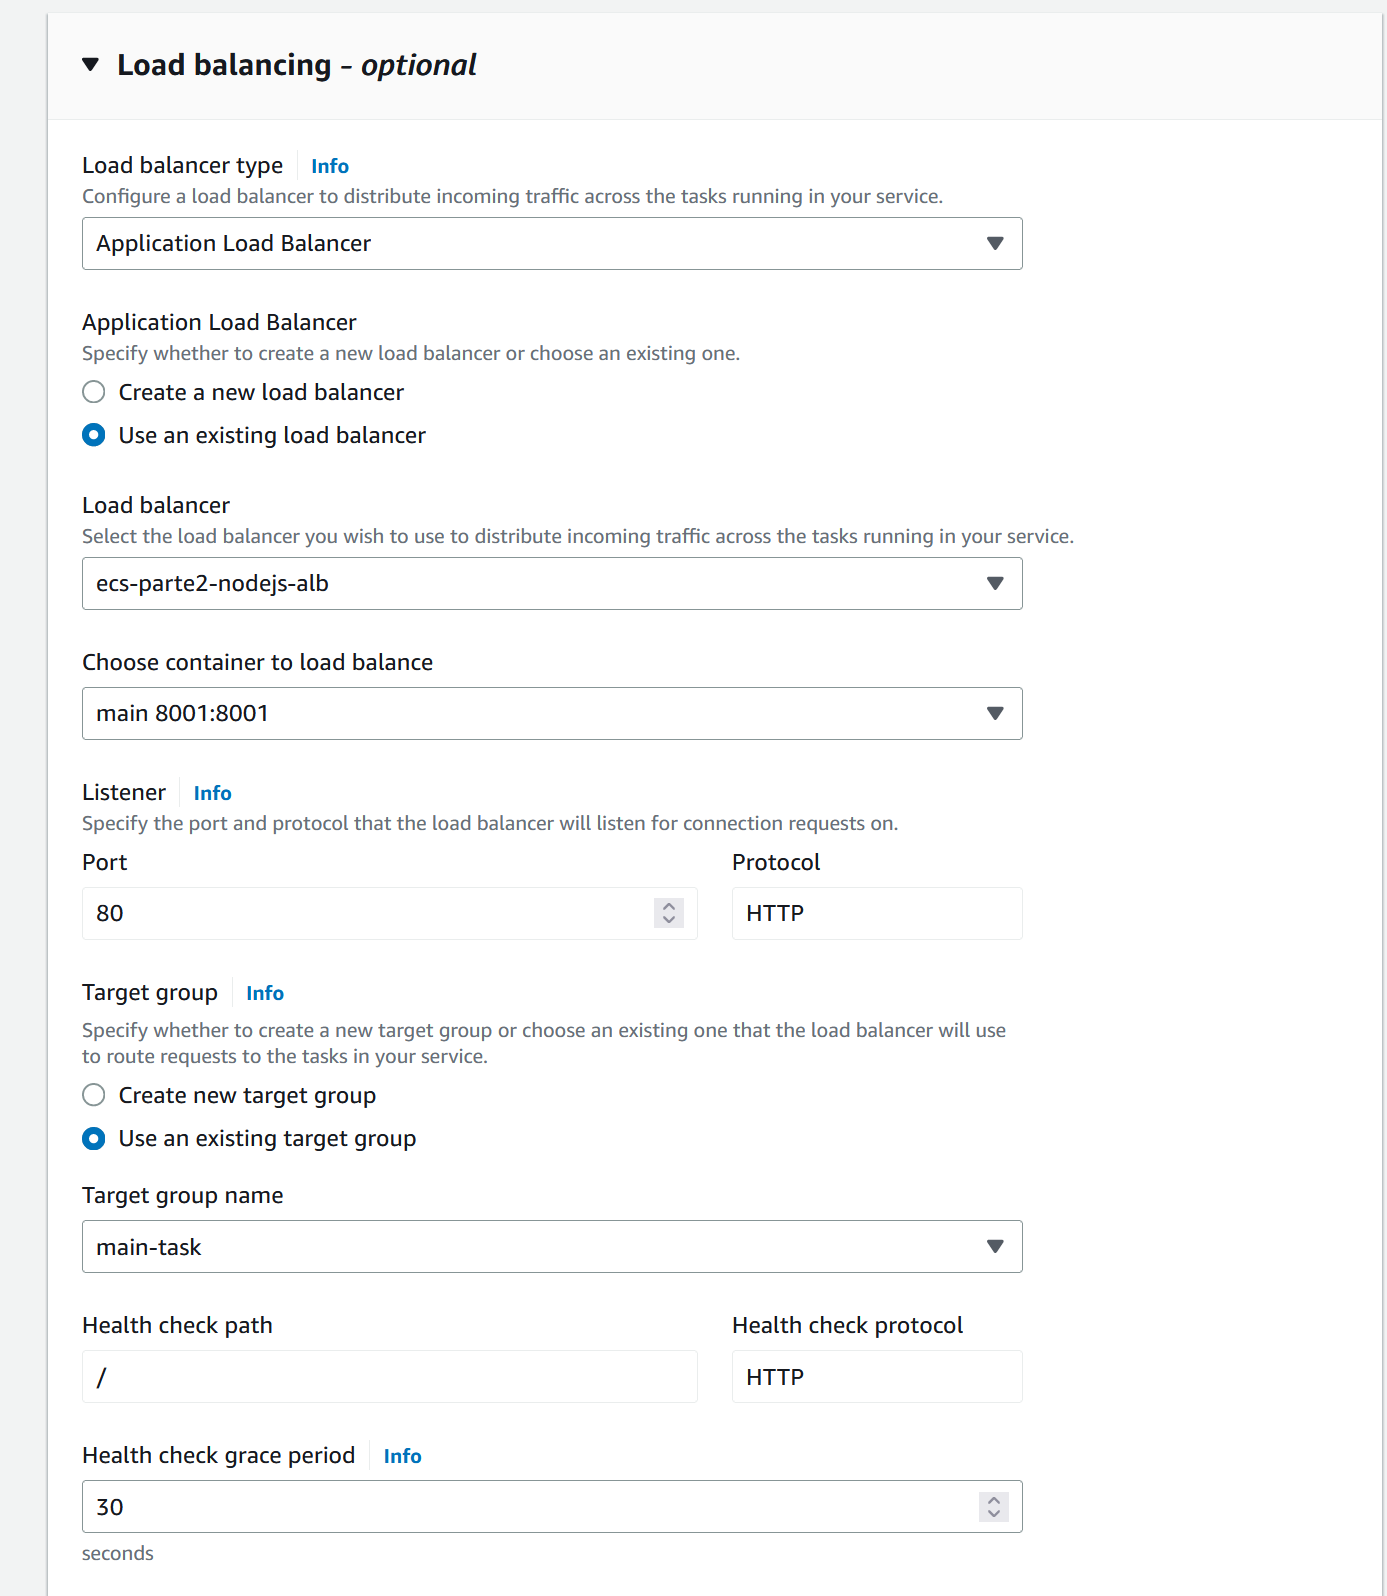 Load balancing - optional
Load balancer type Info
Configure a load balancer to distribute incoming traffic across the tasks running in your service.
Application Load Balancer
Application Load Balancer
Specify whether to create a new load balancer or choose an existing one.
Create a new load balancer
Use an existing load balancer
Load balancer
Select the load balancer you wish to use to distribute incoming traffic across the tasks running in your service.
ecs-parte2-nodejs-alb
Choose container to load balance
main 8001:8001
Listener Info
Specify the port and protocol that the load balancer will listen for connection requests on.
Port Protocol
80 HTTP
Target group Info
Specify whether to create a new target group or choose an existing one that the load balancer will use
to route requests to the tasks in your service.
Create new target group
Use an existing target group
Target group name
main-task
Health check path Health check protocol
/ HTTP
Health check grace period Info
30
seconds